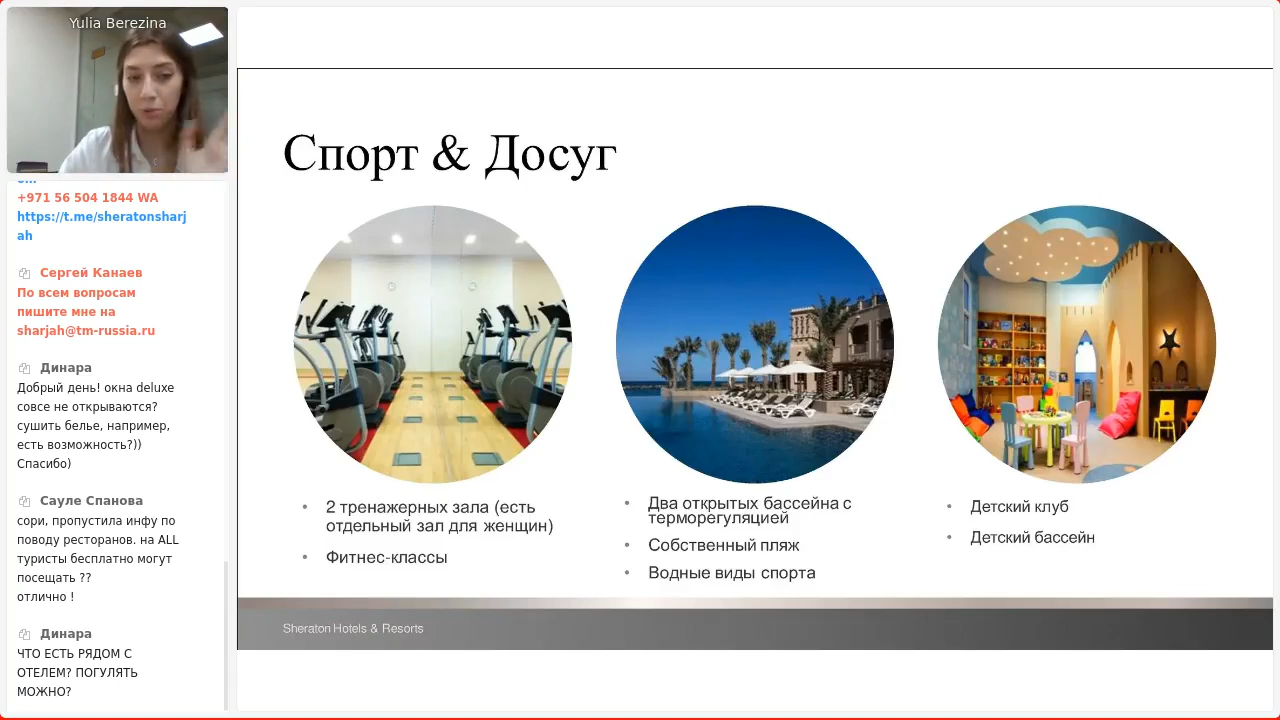 Yulia Berezina
+971 56 504 1844 WA
https://t.me/sheratonsharj
ah
Сергей Канаев
По всем вопросам
пишите мне на
sharjah@tm-russia.ru
Динара
Добрый день! окна deluxe
совсе не открываются?
сушить белье, например,
есть возможность?))
Спасибо)
Сауле Спанова
сори, пропустила инфу по
поводу ресторанов. на ALL
туристы бесплатно могут
посещать ??
отлично !
Динара
ЧТО ЕСТЬ РЯДОМ С
ОТЕЛЕМ? ПОГУЛЯТЬ
МОЖНО?
Спорт & Досуг
• 2 тренажерных зала (есть
отдельный зал для женщин)
• Фитнес-классы
• Два открытых бассейна с
терморегуляцией
• Собственный пляж
• Водные виды спорта
• Детский клуб
• Детский бассейн
Sheraton Hotels & Resorts